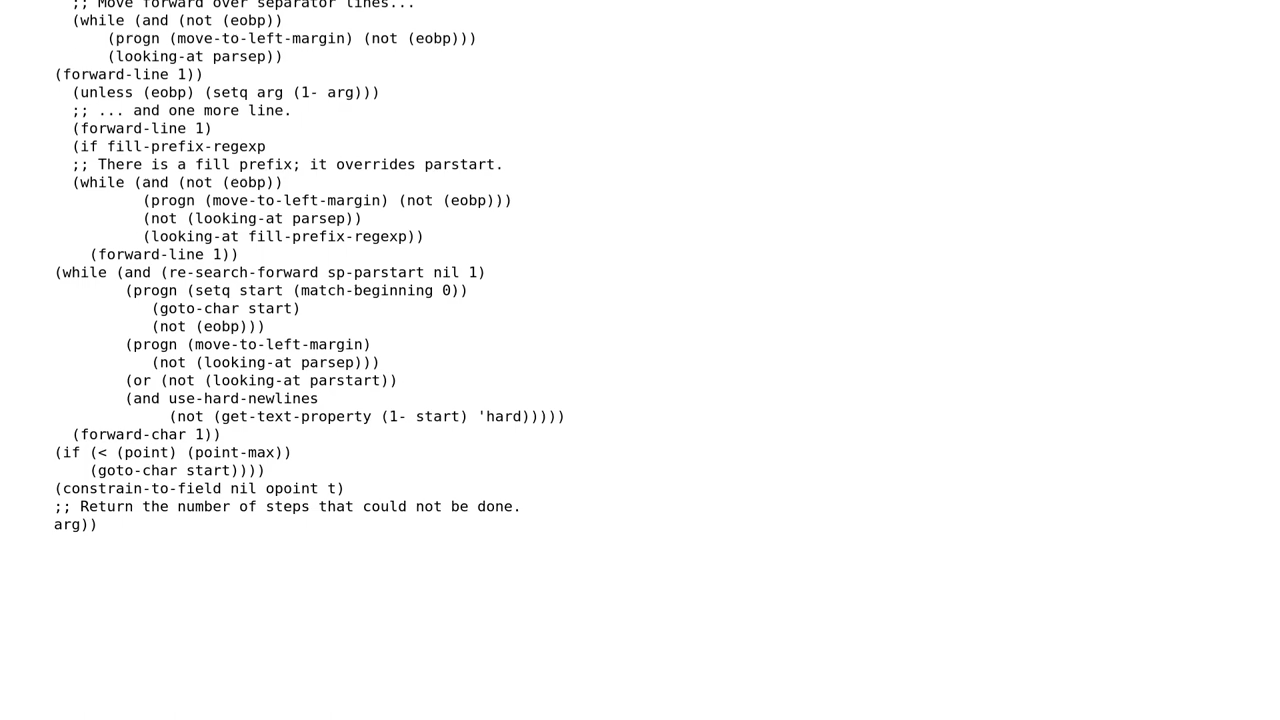 ;; Move forward over separator lines...
(while (and (not (eobp))
(progn (move-to-left-margin) (not (eobp)))
(looking-at parsep))
(forward-line 1))
(unless (eobp) (setq arg (1- arg)))
;; ... and one more line.
(forward-line 1)
(if fill-prefix-regexp
;; There is a fill prefix; it overrides parstart.
(while (and (not (eobp))
(progn (move-to-left-margin) (not (eobp)))
(not (looking-at parsep))
(looking-at fill-prefix-regexp))
(forward-line 1))
(while (and (re-search-forward sp-parstart nil 1)
(progn (setq start (match-beginning 0))
(goto-char start)
(not (eobp)))
(progn (move-to-left-margin)
(not (looking-at parsep)))
(or (not (looking-at parstart))
(and use-hard-newlines
(not (get-text-property (1- start) 'hard)))))
(forward-char 1))
(if (< (point) (point-max))
(goto-char start))))
(constrain-to-field nil opoint t)
;; Return the number of steps that could not be done.
arg))